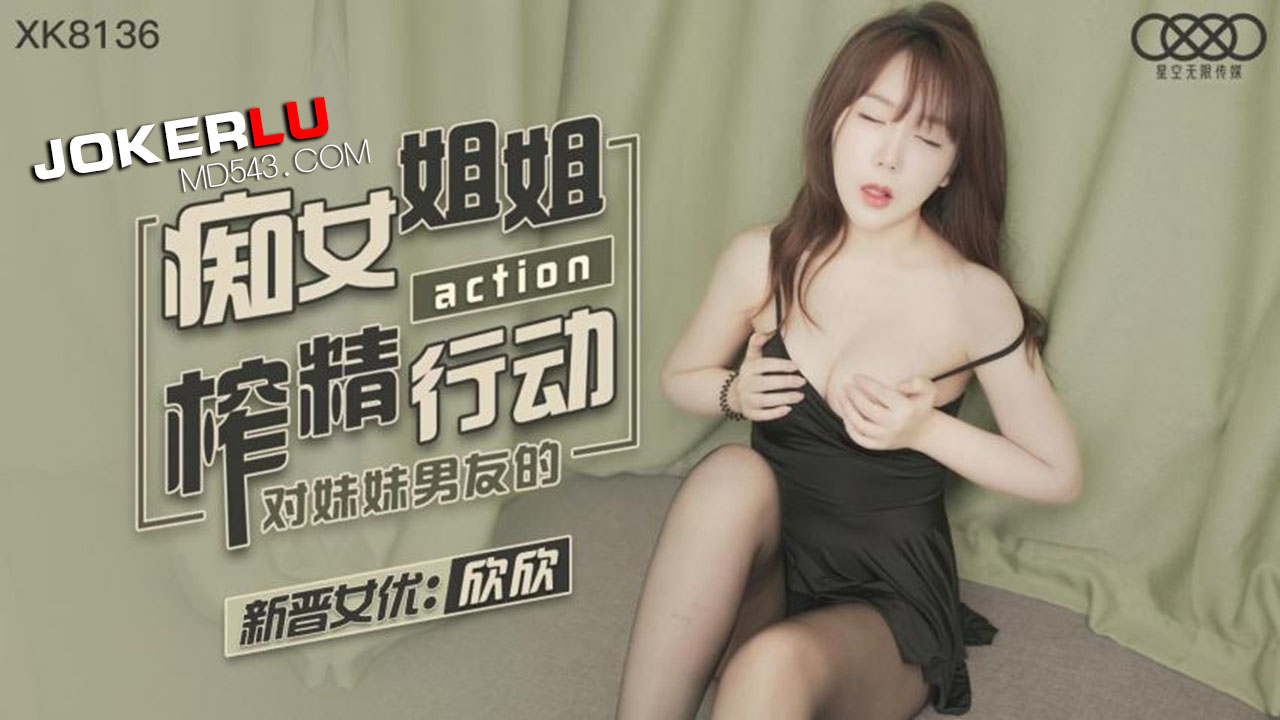 XK8136
星空无限传媒
JOKERLU
MD543.COM
痴女姐姐
action
榨精行动
对妹妹男友的
新晋女优:欣欣